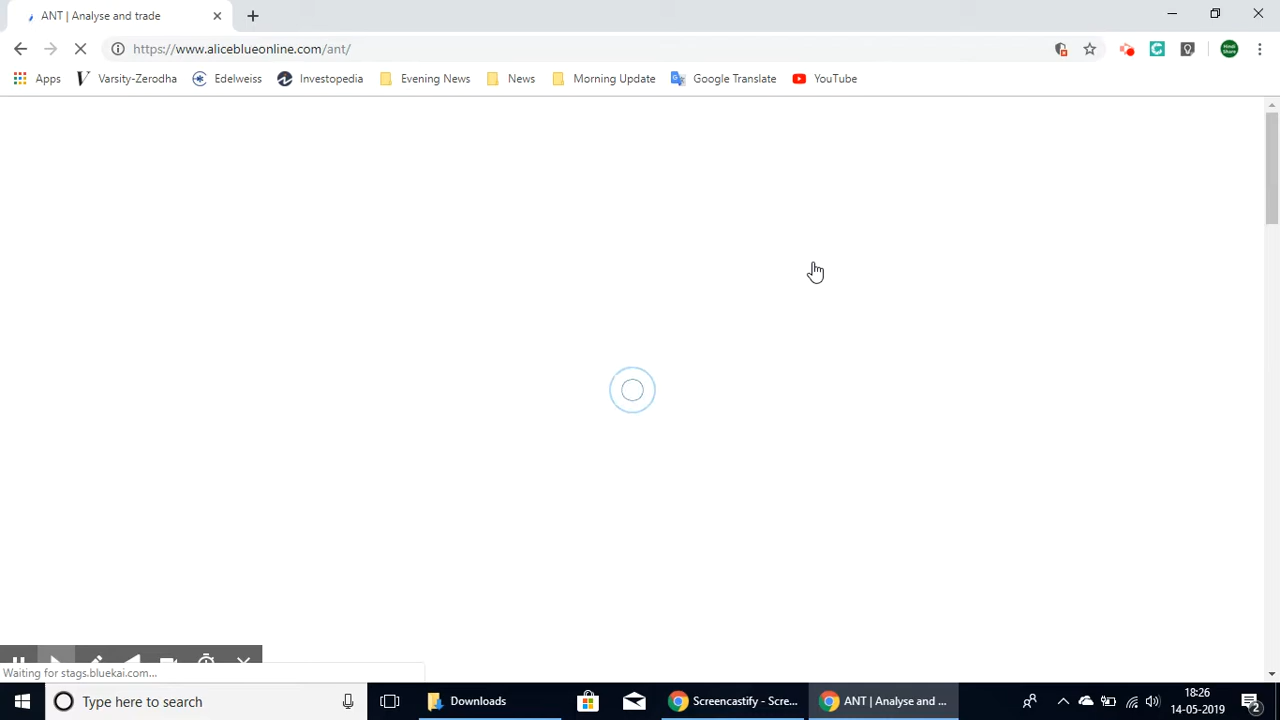 ANT | Analyse and trade
https://www.aliceblueonline.com/ant/
Apps Varsity-Zerodha Edelweiss Investopedia Evening News News Morning Update Google Translate YouTube
Waiting for stags.bluekai.com...
Type here to search Downloads Screencastify - Scre... ANT | Analyse and ... 18:26
14-05-2019 2